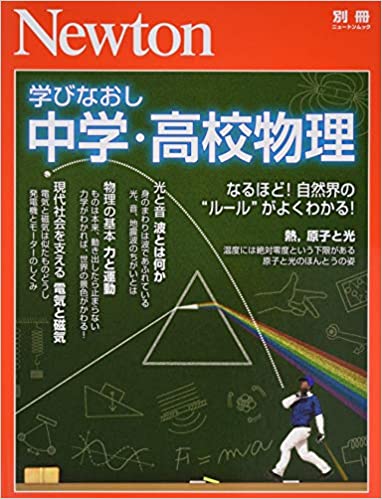 Newton
別冊
ニュートンムック
学びなおし
中学・高校物理
なるほど！自然界の
“ルール”がよくわかる！
熱，原子と光
温度には絶対零度という下限がある
原子と光のほんとうの姿
光と音 波とは何か
身のまわりは波であふれている
光，音，地震波のちがいとは
物理の基本 力と運動
ものは本来，動き出したら止まらない
力学がわかれば，世界の景色がかわる！
現代社会を支える 電気と磁気
電気と磁気は似たものどうし
発電機とモーターのしくみ
F=ma